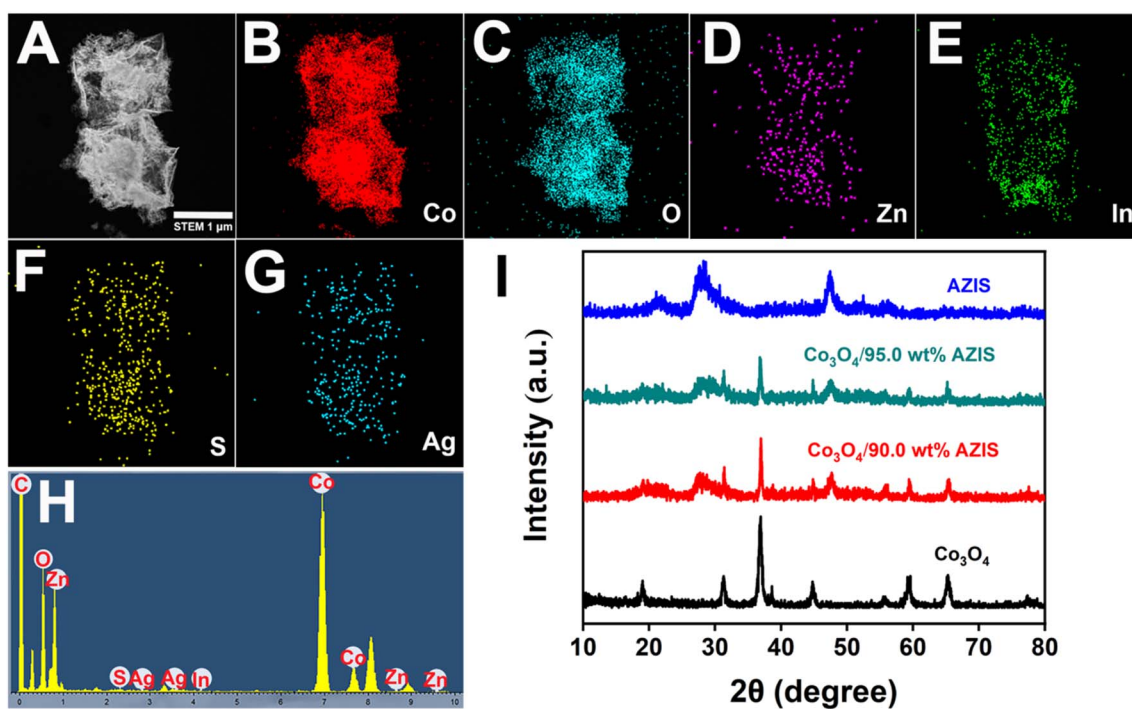 A
STEM 1 μm
B
Co
C
O
D
Zn
E
In
F
S
G
Ag
H
C
O
Zn
S Ag Ag In
Co
Co
Zn
Zn
0 1 2 3 4 5 6 7 8 9 10
I
Intensity (a.u.)
AZIS
Co₃O₄/95.0 wt% AZIS
Co₃O₄/90.0 wt% AZIS
Co₃O₄
10 20 30 40 50 60 70 80
2θ (degree)